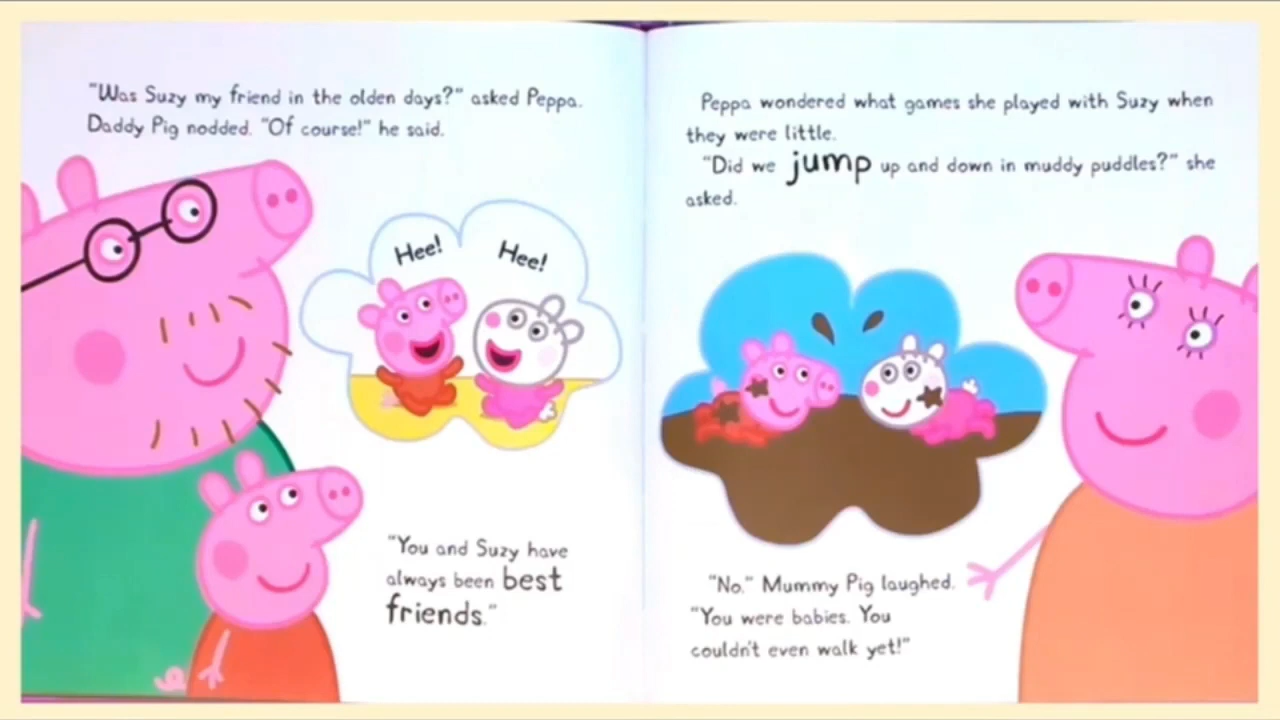 "Was Suzy my friend in the olden days?" asked Peppa.
Daddy Pig nodded. "Of course!" he said.
Hee!
Hee!
"You and Suzy have
always been best
friends."
Peppa wondered what games she played with Suzy when
they were little.
"Did we jump up and down in muddy puddles?" she
asked.
"No." Mummy Pig laughed.
"You were babies. You
couldn't even walk yet!"